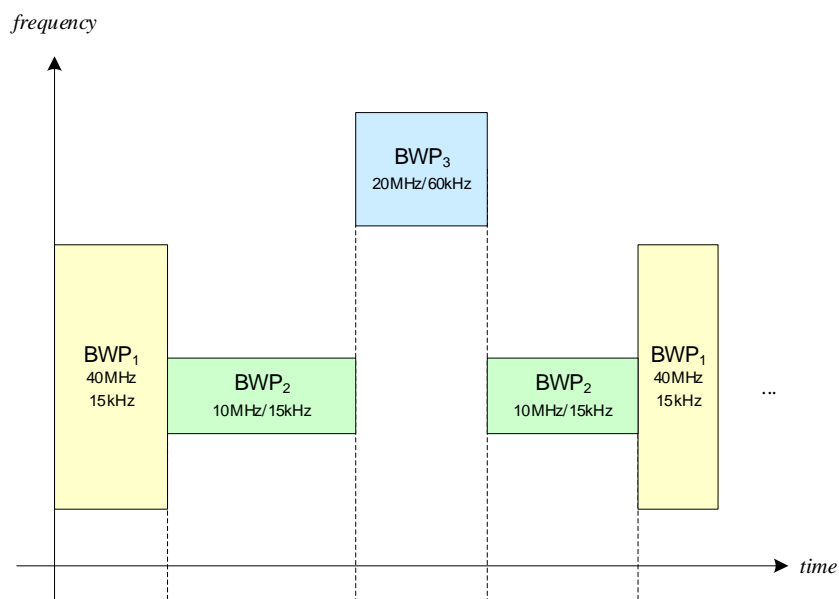 frequency
BWP₃
20MHz/60kHz
BWP₁
40MHz
15kHz
BWP₂
10MHz/15kHz
BWP₂
10MHz/15kHz
BWP₁
40MHz
15kHz
...
time